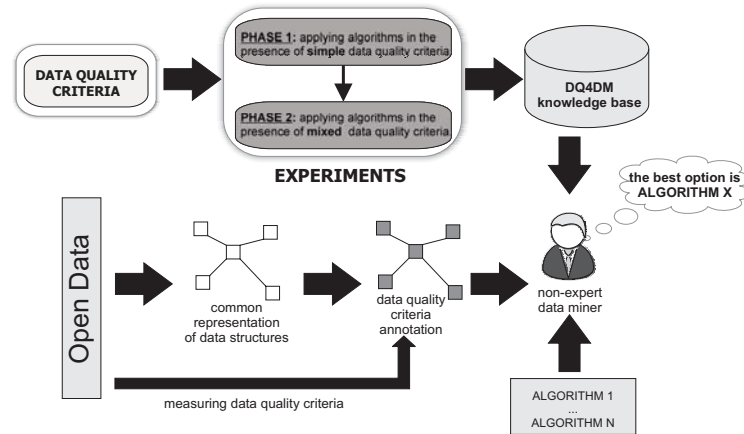 DATA QUALITY
CRITERIA
PHASE 1: applying algorithms in the
presence of simple data quality criteria.
PHASE 2: applying algorithms in the
presence of mixed data quality criteria.
EXPERIMENTS
DQ4DM
knowledge base
the best option is
ALGORITHM X
Open Data
common
representation
of data structures
data quality
criteria
annotation
non-expert
data miner
measuring data quality criteria
ALGORITHM 1
...
ALGORITHM N